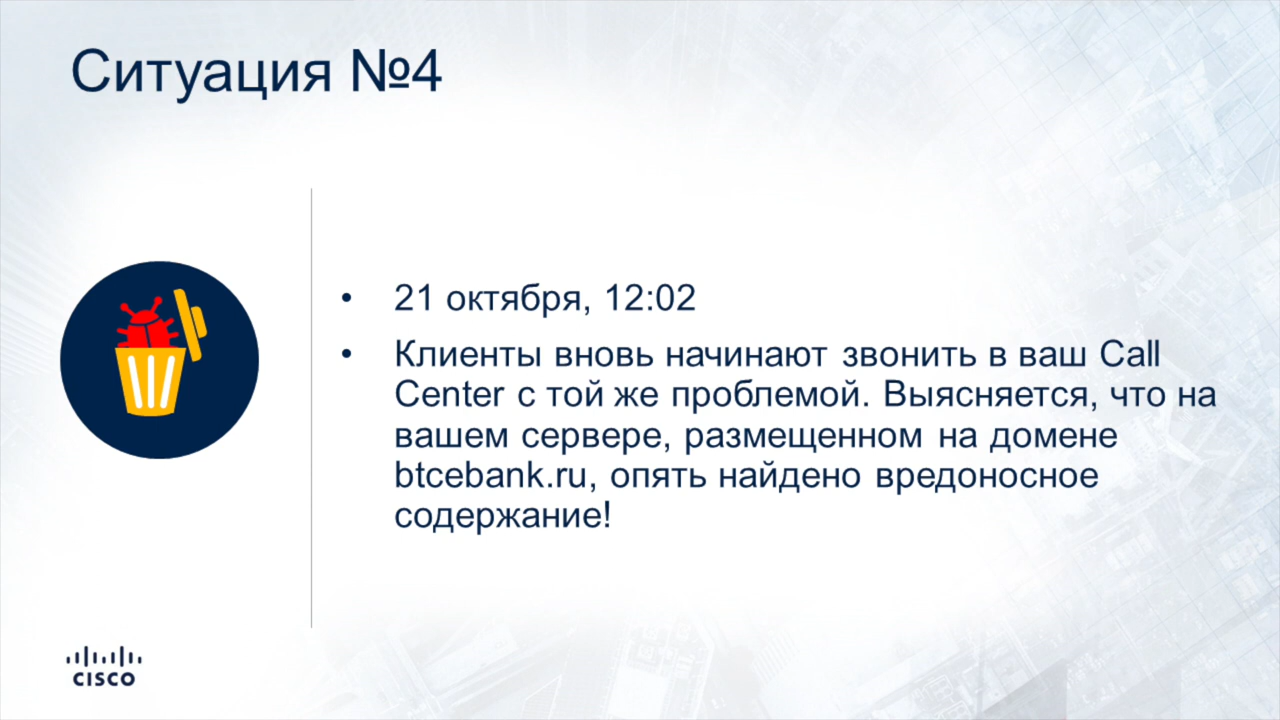 Ситуация №4
• 21 октября, 12:02
• Клиенты вновь начинают звонить в ваш Call
Center с той же проблемой. Выясняется, что на
вашем сервере, размещенном на домене
btcebank.ru, опять найдено вредоносное
содержание!
CISCO